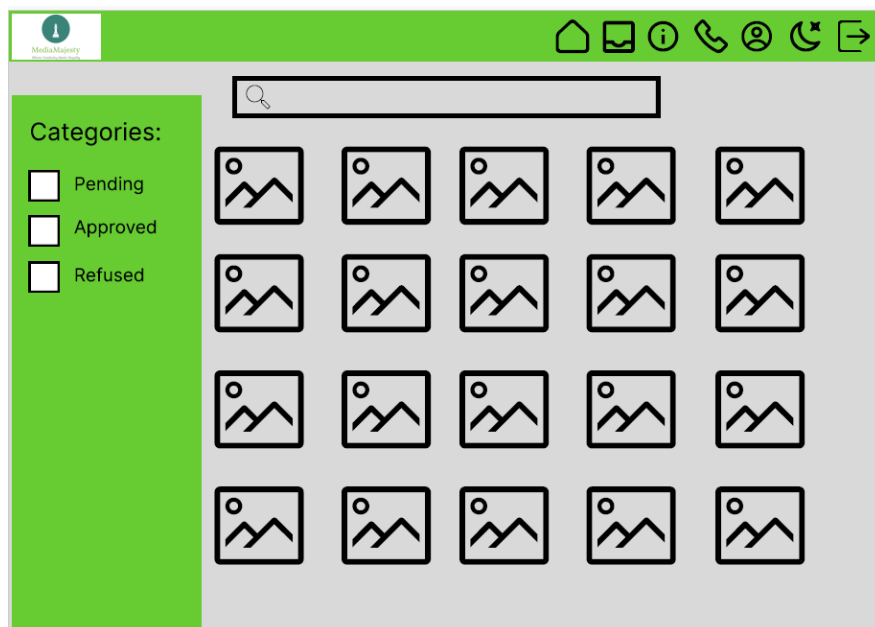 MediaMajesty
Categories:
Pending
Approved
Refused